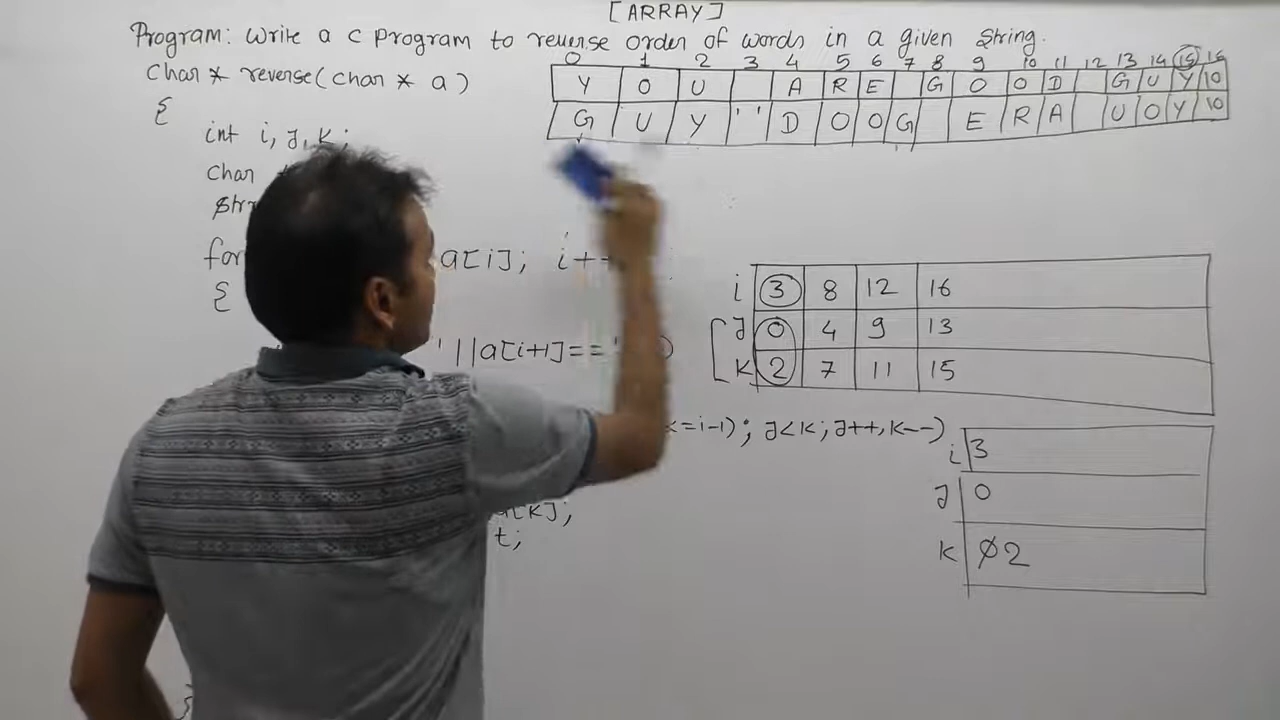 [ARRAY]
Program: Write a c program to reverse order of words in a given String.
0 1 2 3 4 5 6 7 8 9 10 11 12 13 14 15 16
Char * reverse(char * a)
Y O U A R E G O O D G U Y \0
{
G U Y ' ' D O O G E R A U O Y \0
int i, J, K;
Char
Str
for a[i]; i++
{
i 3 8 12 16
J 0 4 9 13
K 2 7 11 15
' ||a[i+1]=='
K=i-1); J<K; J++, K--)
i 3
J 0
a[K];
t;
K 0 2
}